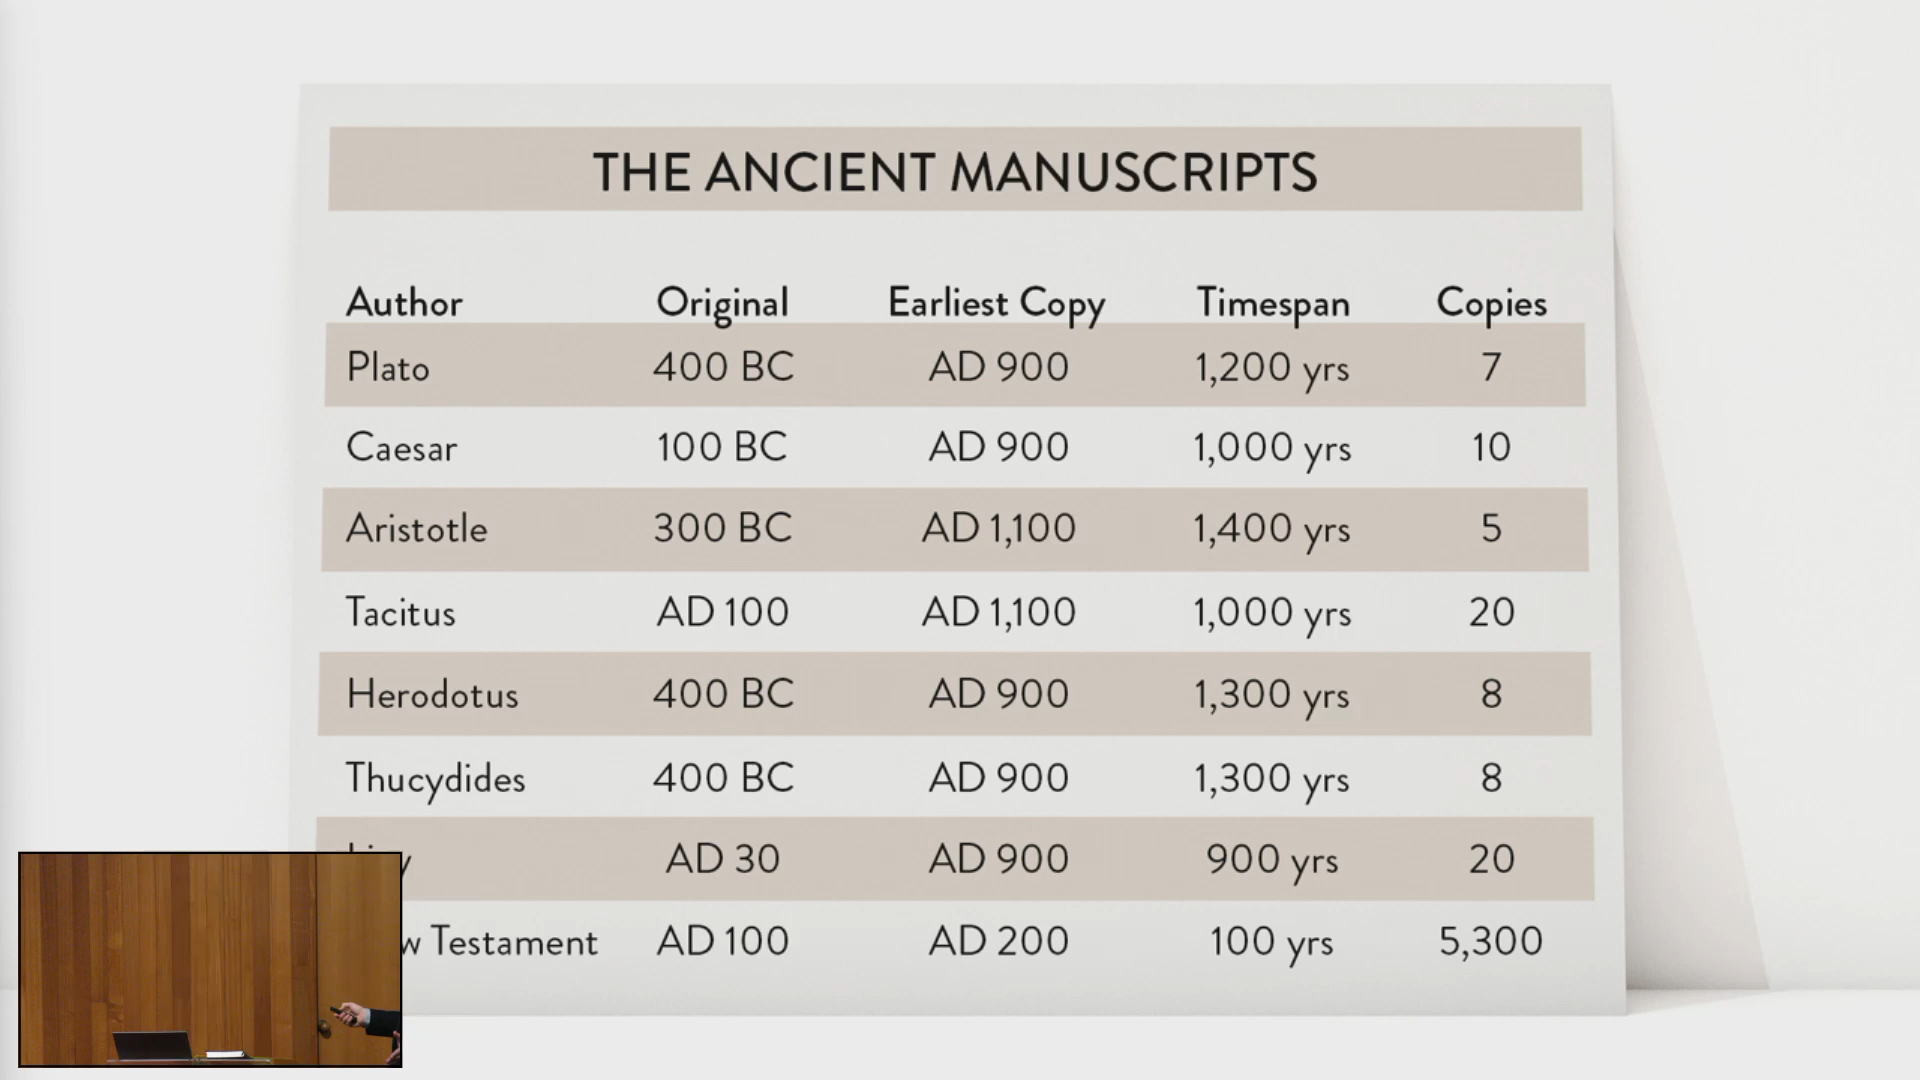 THE ANCIENT MANUSCRIPTS
Author Original Earliest Copy Timespan Copies
Plato 400 BC AD 900 1,200 yrs 7
Caesar 100 BC AD 900 1,000 yrs 10
Aristotle 300 BC AD 1,100 1,400 yrs 5
Tacitus AD 100 AD 1,100 1,000 yrs 20
Herodotus 400 BC AD 900 1,300 yrs 8
Thucydides 400 BC AD 900 1,300 yrs 8
AD 30 AD 900 900 yrs 20
Testament AD 100 AD 200 100 yrs 5,300